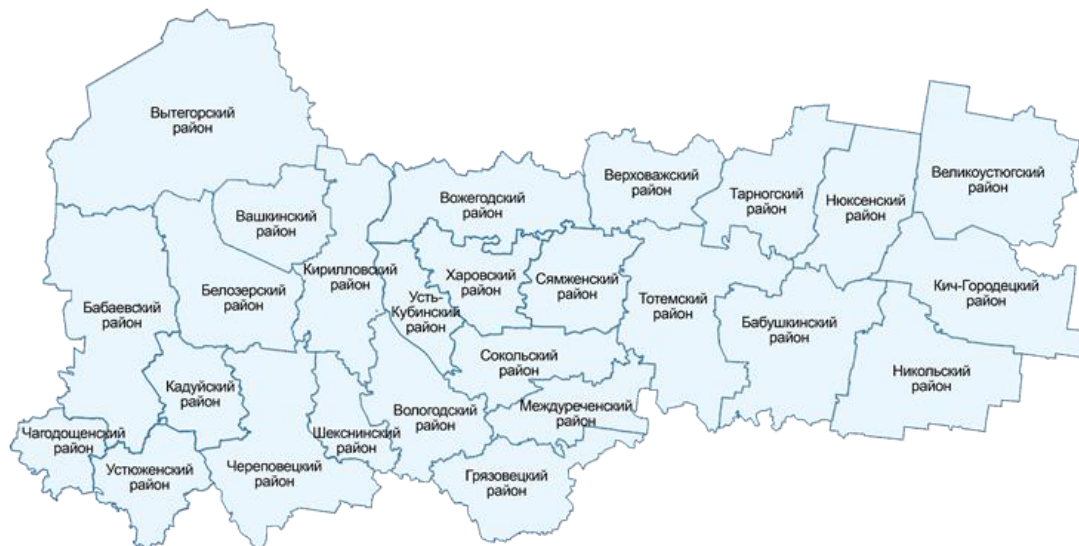 Вытегорский
район
Вашкинский
район
Вожегодский
район
Верховажский
район
Тарногский
район
Нюксенский
район
Великоустюгский
район
Бабаевский
район
Белозерский
район
Кирилловский
район
Усть-
Кубинский
район
Харовский
район
Сямженский
район
Тотемский
район
Бабушкинский
район
Кич-Городецкий
район
Никольский
район
Сокольский
район
Кадуйский
район
Вологодский
район
Междуреченский
район
Чагодощенский
район
Устюженский
район
Череповецкий
район
Шекснинский
район
Грязовецкий
район